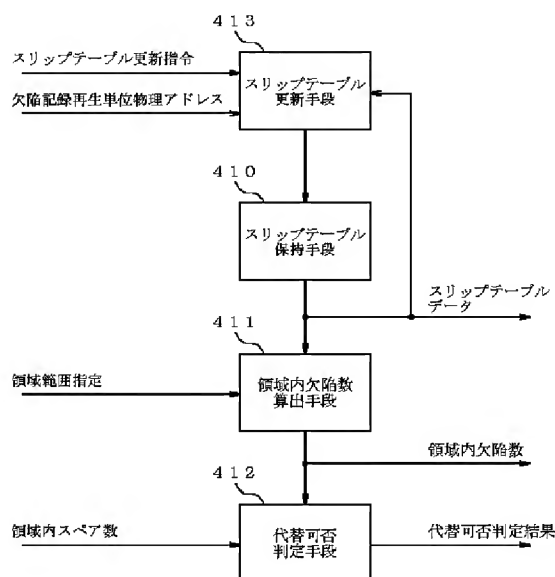 ４１３
スリップテーブル更新指令
スリップテーブル
更新手段
欠陥記録再生単位物理アドレス
４１０
スリップテーブル
保持手段
スリップテーブル
データ
４１１
領域範囲指定
領域内欠陥数
算出手段
領域内欠陥数
４１２
領域内スペア数
代替可否
判定手段
代替可否判定結果